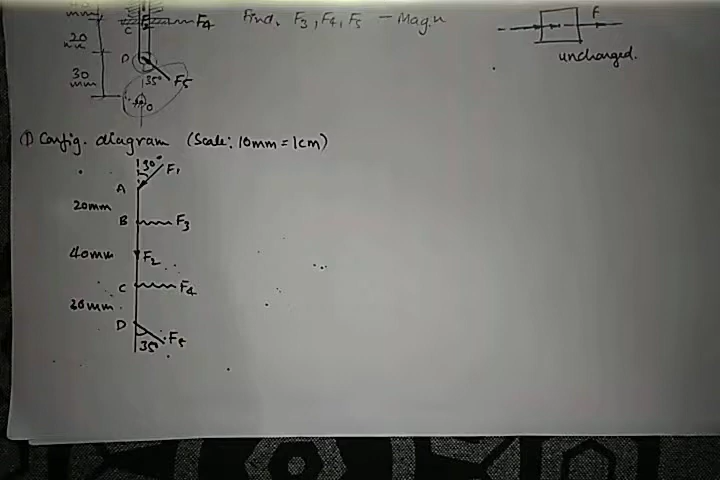 F4
Find, F3, F4, F5 - Magn
F
C
20 mm
D
35°
F5
30 mm
O
uncharged.
① Config. diagram (Scale: 10mm = 1cm)
30°
F1
A
20mm
B
F3
40mm
F2
C
F4
20mm
D
F5
35°